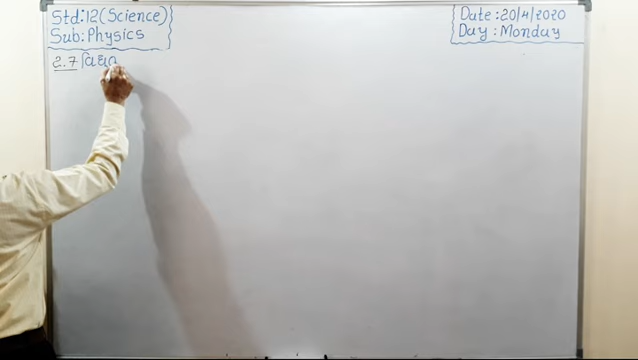 Std:12(Science)
Sub:Physics
Date:20/4/2020
Day:Monday
2.7 વિદ્યુત